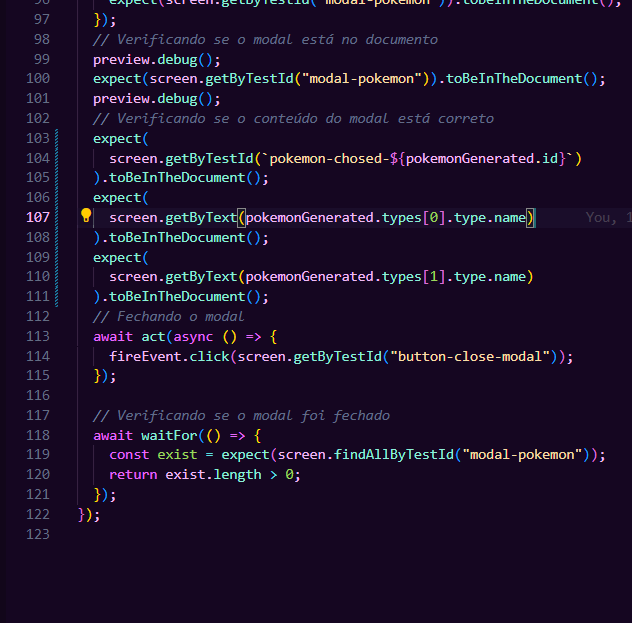 96 expect(screen.getByTestId("modal-pokemon")).toBeInTheDocument();
97 });
98 // Verificando se o modal está no documento
99 preview.debug();
100 expect(screen.getByTestId("modal-pokemon")).toBeInTheDocument();
101 preview.debug();
102 // Verificando se o conteúdo do modal está correto
103 expect(
104 screen.getByTestId(`pokemon-chosed-${pokemonGenerated.id}`)
105 ).toBeInTheDocument();
106 expect(
107 screen.getByText(pokemonGenerated.types[0].type.name) You, 1
108 ).toBeInTheDocument();
109 expect(
110 screen.getByText(pokemonGenerated.types[1].type.name)
111 ).toBeInTheDocument();
112 // Fechando o modal
113 await act(async () => {
114 fireEvent.click(screen.getByTestId("button-close-modal"));
115 });
116
117 // Verificando se o modal foi fechado
118 await waitFor(() => {
119 const exist = expect(screen.findAllByTestId("modal-pokemon"));
120 return exist.length > 0;
121 });
122 });
123